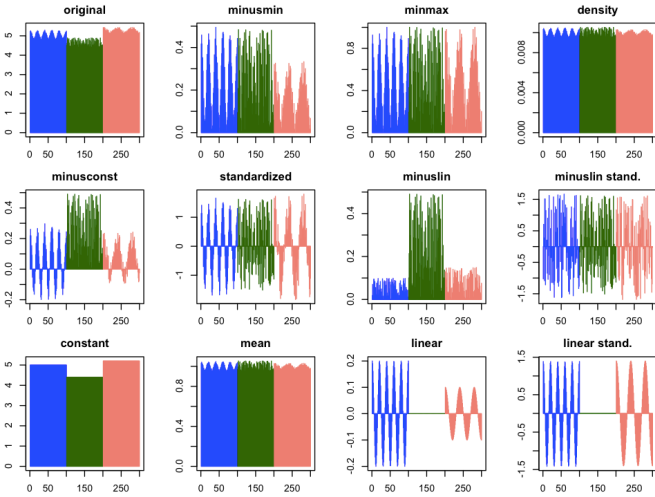 original
minusmin
minmax
density
0 1 2 3 4 5
0 50 150 250
0.0 0.2 0.4
0 50 150 250
0.0 0.2 0.4 0.6 0.8 1.0
0 50 150 250
0.000 0.004 0.008
0 50 150 250
minusconst
standardized
minuslin
minuslin stand.
-0.2 0.0 0.2 0.4
0 50 150 250
-1 0 1
0 50 150 250
0.0 0.2 0.4
0 50 150 250
-1.5 -0.5 0.5 1.5
0 50 150 250
constant
mean
linear
linear stand.
0 1 2 3 4 5
0 50 150 250
0.0 0.4 0.8
0 50 150 250
-0.2 -0.1 0.0 0.1 0.2
0 50 150 250
-1.5 -0.5 0.5 1.5
0 50 150 250